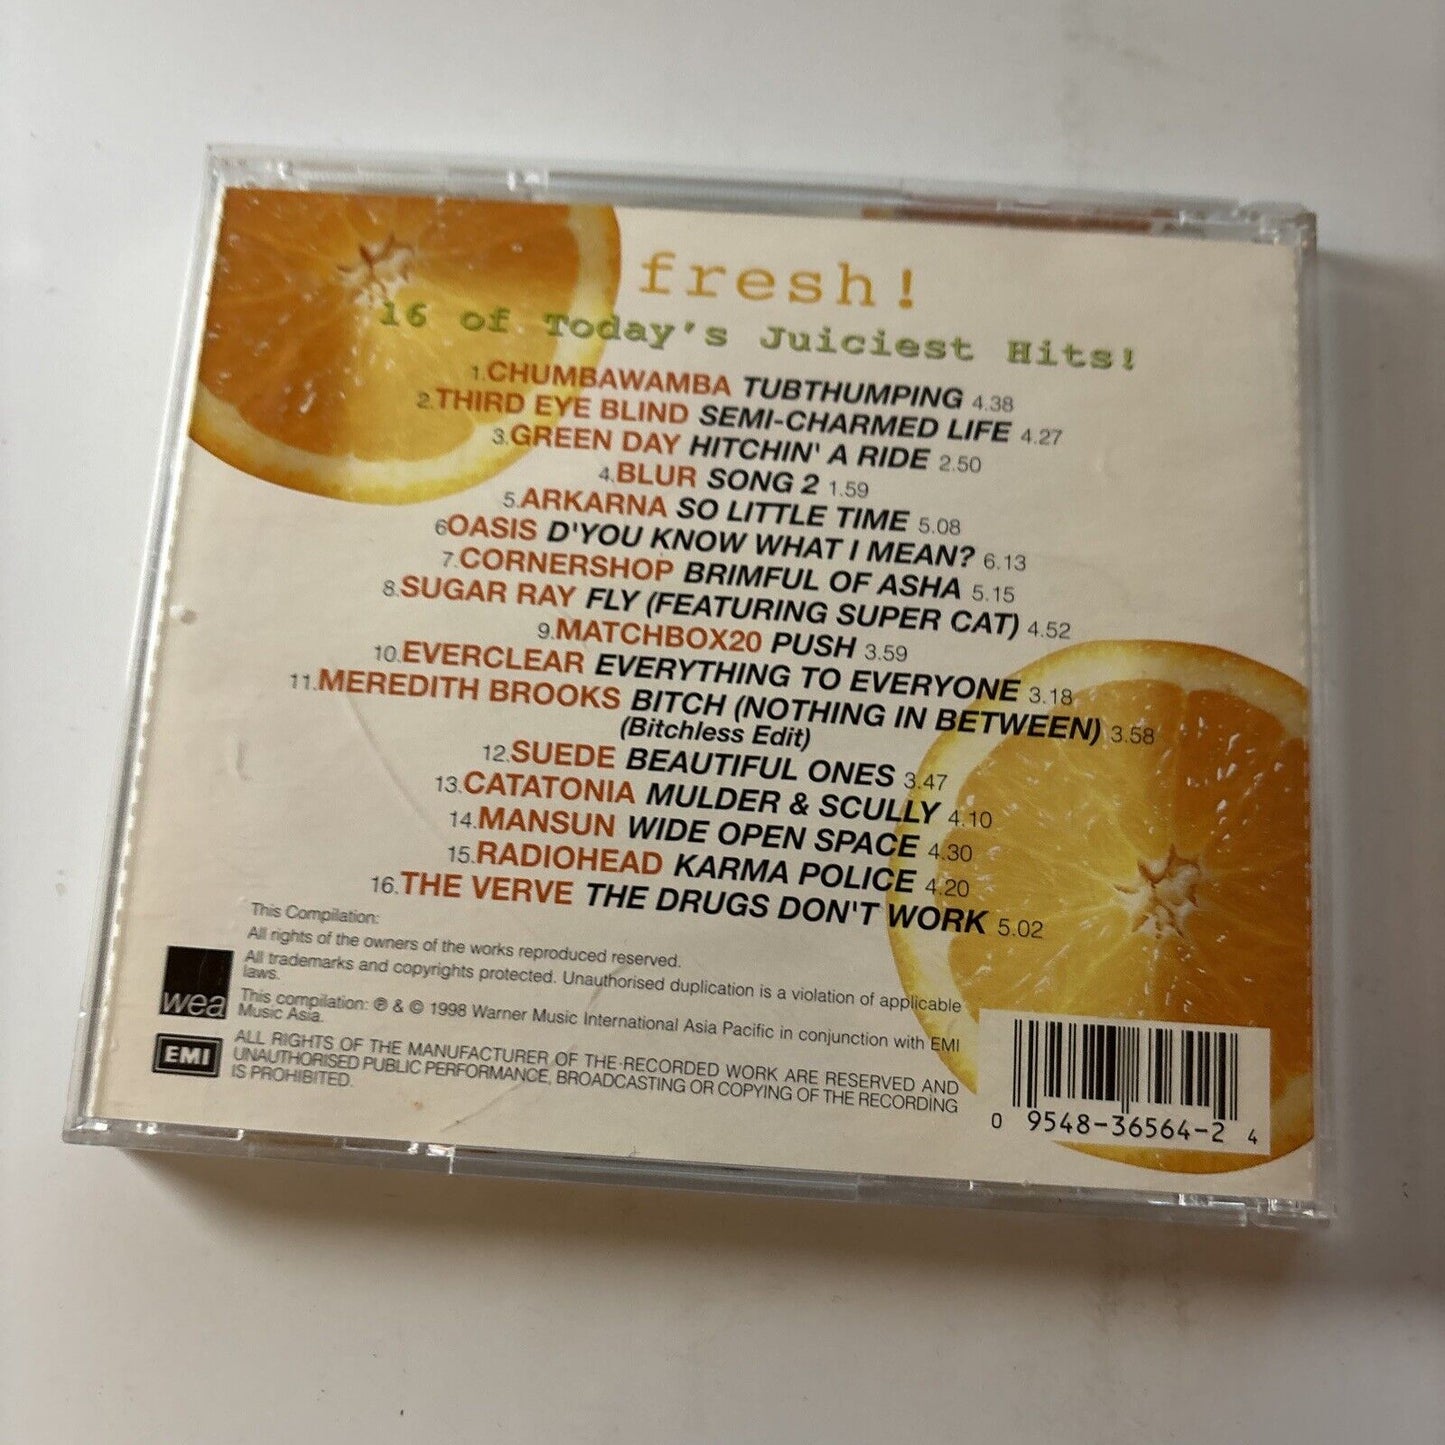 fresh!
16 of Today's Juiciest Hits!
1.CHUMBAWAMBA TUBTHUMPING 4.38
2.THIRD EYE BLIND SEMI-CHARMED LIFE 4.27
3.GREEN DAY HITCHIN' A RIDE 2.50
4.BLUR SONG 2 1.59
5.ARKARNA SO LITTLE TIME 5.08
6OASIS D'YOU KNOW WHAT I MEAN? 6.13
7.CORNERSHOP BRIMFUL OF ASHA 5.15
8.SUGAR RAY FLY (FEATURING SUPER CAT) 4.52
9.MATCHBOX20 PUSH 3.59
10.EVERCLEAR EVERYTHING TO EVERYONE 3.18
11.MEREDITH BROOKS BITCH (NOTHING IN BETWEEN) 3.58
(Bitchless Edit)
12.SUEDE BEAUTIFUL ONES 3.47
13.CATATONIA MULDER & SCULLY 4.10
14.MANSUN WIDE OPEN SPACE 4.30
15.RADIOHEAD KARMA POLICE 4.20
16.THE VERVE THE DRUGS DON'T WORK 5.02
This Compilation:
All rights of the owners of the works reproduced reserved.
All trademarks and copyrights protected. Unauthorised duplication is a violation of applicable
laws.
This compilation: ℗ & © 1998 Warner Music International Asia Pacific in conjunction with EMI
Music Asia.
ALL RIGHTS OF THE MANUFACTURER OF THE RECORDED WORK ARE RESERVED AND
UNAUTHORISED PUBLIC PERFORMANCE, BROADCASTING OR COPYING OF THE RECORDING
IS PROHIBITED.
wea
EMI
0 9548-36564-2 4